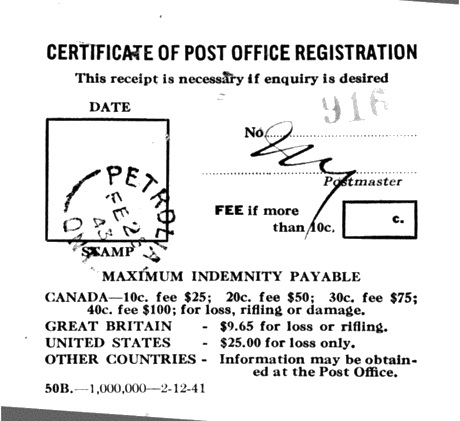 CERTIFICATE OF POST OFFICE REGISTRATION
This receipt is necessary if enquiry is desired
DATE
916
No.
PETROLIA
FE 28
43
ONT
Postmaster
FEE if more
than 10c.
c.
STAMP
MAXIMUM INDEMNITY PAYABLE
CANADA—10c. fee $25; 20c. fee $50; 30c. fee $75;
40c. fee $100; for loss, rifling or damage.
GREAT BRITAIN - $9.65 for loss or rifling.
UNITED STATES - $25.00 for loss only.
OTHER COUNTRIES - Information may be obtain-
ed at the Post Office.
50B.—1,000,000—2-12-41